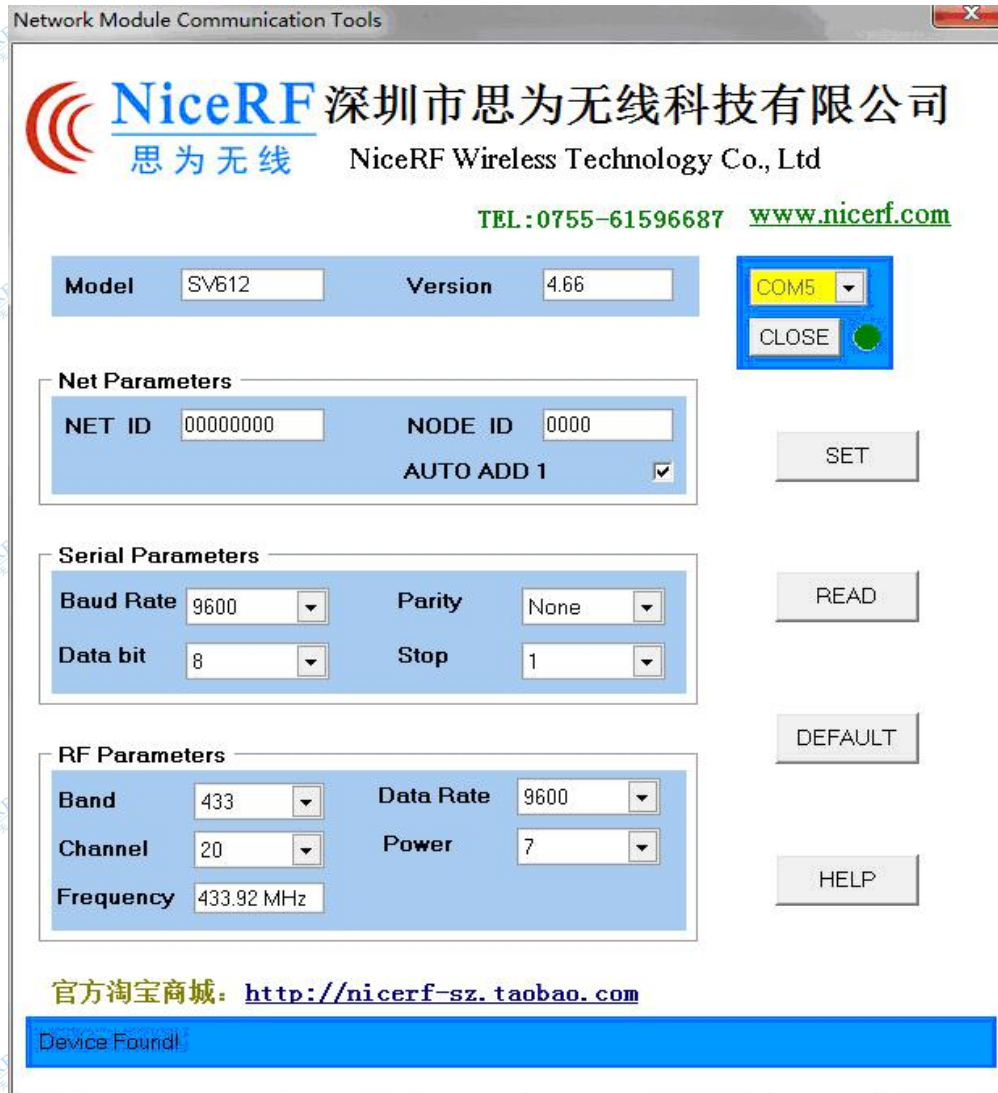 Network Module Communication Tools
NiceRF 深圳市思为无线科技有限公司
思为无线 NiceRF Wireless Technology Co., Ltd
TEL:0755-61596687 www.nicerf.com
Model SV612 Version 4.66 COM5
CLOSE
Net Parameters
NET ID 00000000 NODE ID 0000
AUTO ADD 1
SET
Serial Parameters
Baud Rate 9600 Parity None
READ
Data bit 8 Stop 1
DEFAULT
RF Parameters
Band 433 Data Rate 9600
Channel 20 Power 7
Frequency 433.92 MHz
HELP
官方淘宝商城：http://nicerf-sz.taobao.com
Device Found!